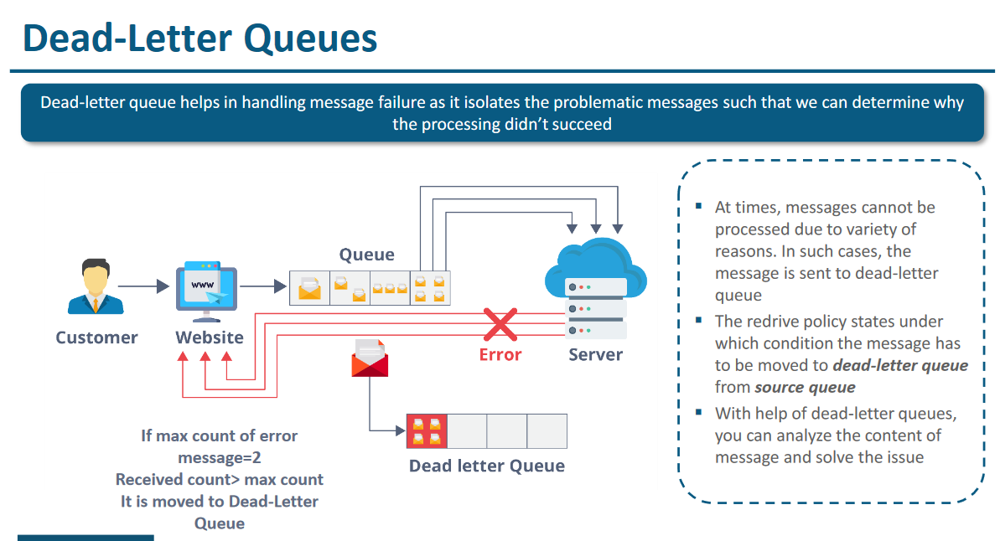 Dead-Letter Queues
Dead-letter queue helps in handling message failure as it isolates the problematic messages such that we can determine why
the processing didn't succeed
Queue
WWW
Customer
Website
Error
Server
If max count of error
message=2
Received count> max count
It is moved to Dead-Letter
Queue
Dead letter Queue
▪ At times, messages cannot be
processed due to variety of
reasons. In such cases, the
message is sent to dead-letter
queue
▪ The redrive policy states under
which condition the message has
to be moved to dead-letter queue
from source queue
▪ With help of dead-letter queues,
you can analyze the content of
message and solve the issue